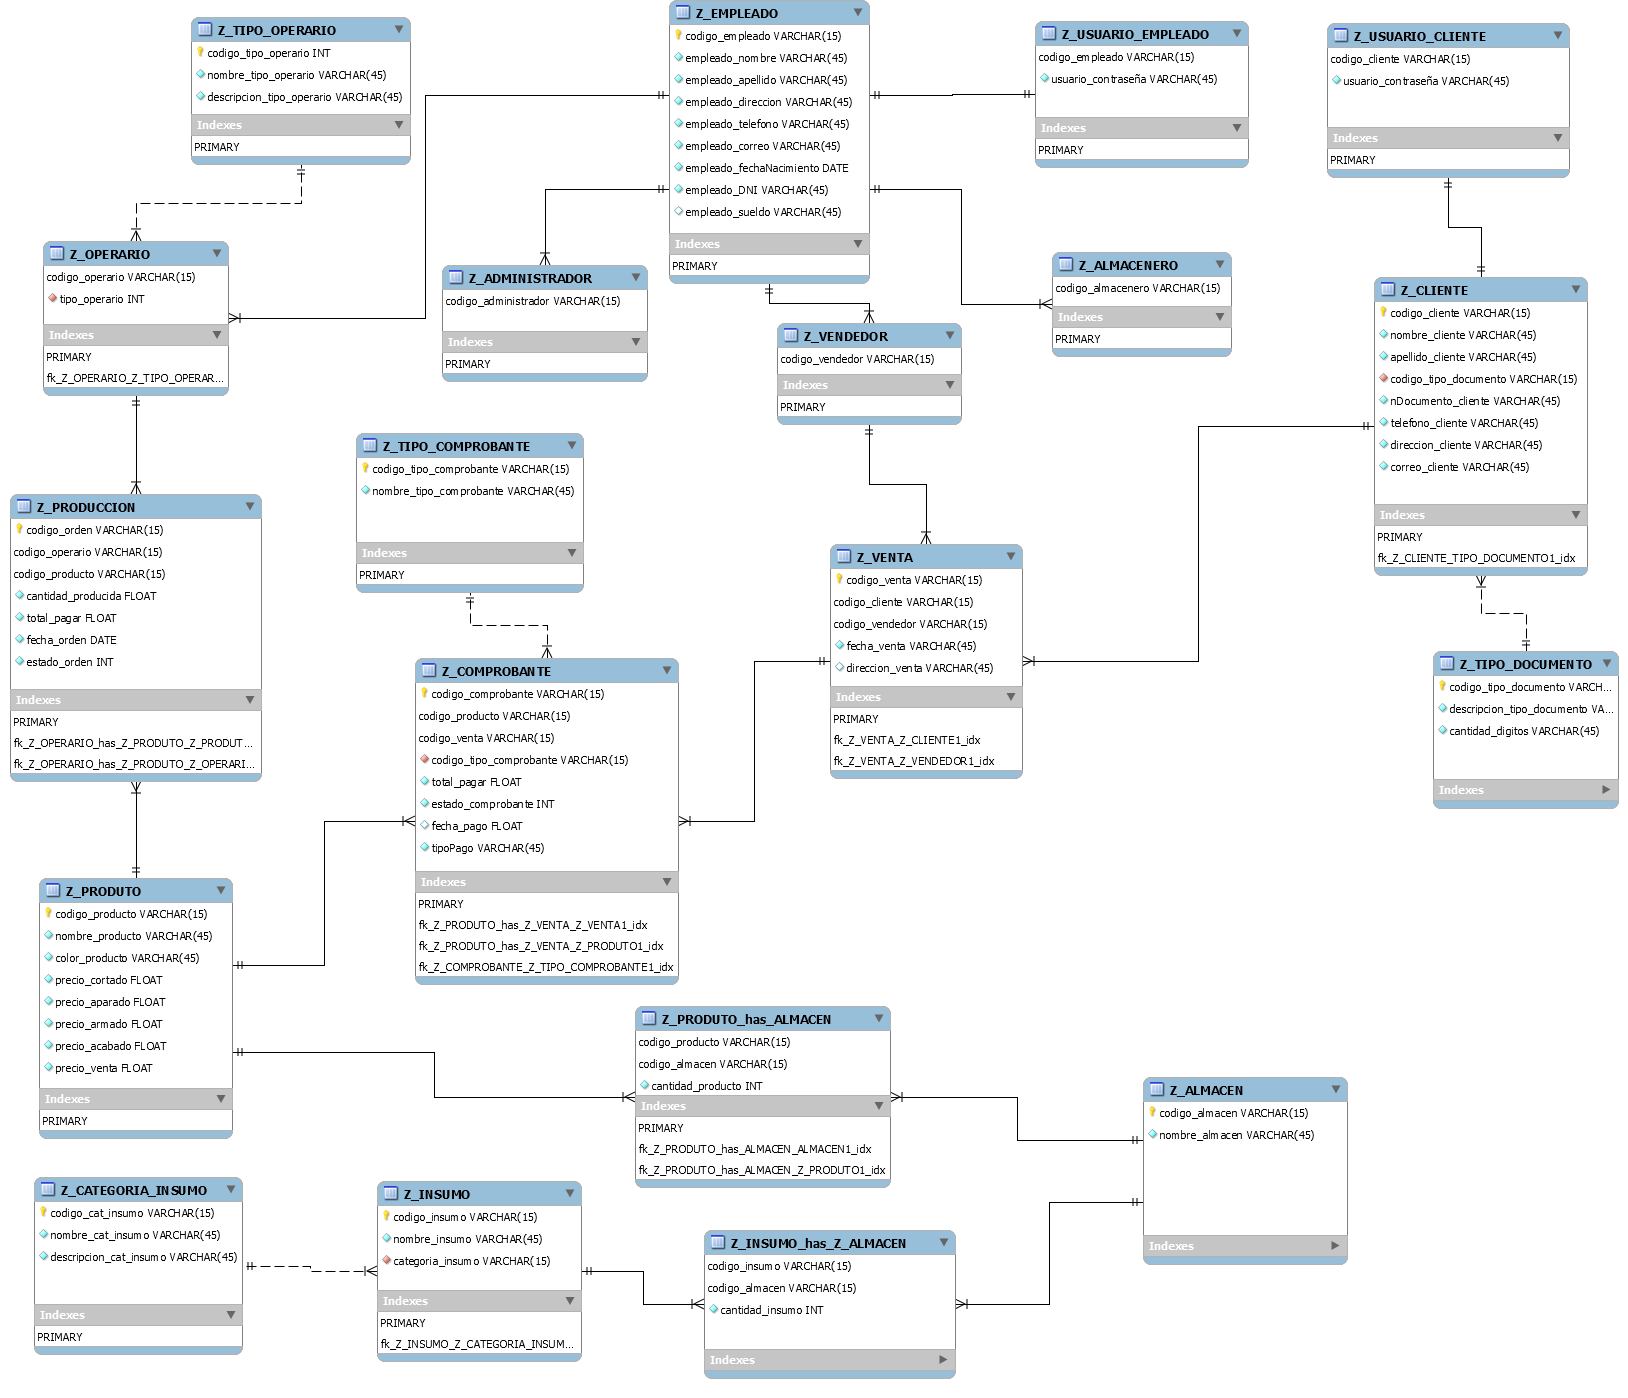 Z_TIPO_OPERARIO
codigo_tipo_operario INT
nombre_tipo_operario VARCHAR(45)
descripcion_tipo_operario VARCHAR(45)
Indexes
PRIMARY
Z_EMPLEADO
codigo_empleado VARCHAR(15)
empleado_nombre VARCHAR(45)
empleado_apellido VARCHAR(45)
empleado_direccion VARCHAR(45)
empleado_telefono VARCHAR(45)
empleado_correo VARCHAR(45)
empleado_fechaNacimiento DATE
empleado_DNI VARCHAR(45)
empleado_sueldo VARCHAR(45)
Indexes
PRIMARY
Z_USUARIO_EMPLEADO
codigo_empleado VARCHAR(15)
usuario_contraseña VARCHAR(45)
Indexes
PRIMARY
Z_USUARIO_CLIENTE
codigo_cliente VARCHAR(15)
usuario_contraseña VARCHAR(45)
Indexes
PRIMARY
Z_OPERARIO
codigo_operario VARCHAR(15)
tipo_operario INT
Indexes
PRIMARY
fk_Z_OPERARIO_Z_TIPO_OPERAR...
Z_ADMINISTRADOR
codigo_administrador VARCHAR(15)
Indexes
PRIMARY
Z_VENDEDOR
codigo_vendedor VARCHAR(15)
Indexes
PRIMARY
Z_ALMACENERO
codigo_almacenero VARCHAR(15)
Indexes
PRIMARY
Z_CLIENTE
codigo_cliente VARCHAR(15)
nombre_cliente VARCHAR(45)
apellido_cliente VARCHAR(45)
codigo_tipo_documento VARCHAR(15)
nDocumento_cliente VARCHAR(45)
telefono_cliente VARCHAR(45)
direccion_cliente VARCHAR(45)
correo_cliente VARCHAR(45)
Indexes
PRIMARY
fk_Z_CLIENTE_TIPO_DOCUMENTO1_idx
Z_TIPO_COMPROBANTE
codigo_tipo_comprobante VARCHAR(15)
nombre_tipo_comprobante VARCHAR(45)
Indexes
PRIMARY
Z_PRODUCCION
codigo_orden VARCHAR(15)
codigo_operario VARCHAR(15)
codigo_producto VARCHAR(15)
cantidad_producida FLOAT
total_pagar FLOAT
fecha_orden DATE
estado_orden INT
Indexes
PRIMARY
fk_Z_OPERARIO_has_Z_PRODUTO_Z_PRODUT...
fk_Z_OPERARIO_has_Z_PRODUTO_Z_OPERARI...
Z_VENTA
codigo_venta VARCHAR(15)
codigo_cliente VARCHAR(15)
codigo_vendedor VARCHAR(15)
fecha_venta VARCHAR(45)
direccion_venta VARCHAR(45)
Indexes
PRIMARY
fk_Z_VENTA_Z_CLIENTE1_idx
fk_Z_VENTA_Z_VENDEDOR1_idx
Z_COMPROBANTE
codigo_comprobante VARCHAR(15)
codigo_producto VARCHAR(15)
codigo_venta VARCHAR(15)
codigo_tipo_comprobante VARCHAR(15)
total_pagar FLOAT
estado_comprobante INT
fecha_pago FLOAT
tipoPago VARCHAR(45)
Indexes
PRIMARY
fk_Z_PRODUTO_has_Z_VENTA_Z_VENTA1_idx
fk_Z_PRODUTO_has_Z_VENTA_Z_PRODUTO1_idx
fk_Z_COMPROBANTE_Z_TIPO_COMPROBANTE1_idx
Z_TIPO_DOCUMENTO
codigo_tipo_documento VARCH...
descripcion_tipo_documento VA...
cantidad_digitos VARCHAR(45)
Indexes
Z_PRODUTO
codigo_producto VARCHAR(15)
nombre_producto VARCHAR(45)
color_producto VARCHAR(45)
precio_cortado FLOAT
precio_aparado FLOAT
precio_armado FLOAT
precio_acabado FLOAT
precio_venta FLOAT
Indexes
PRIMARY
Z_PRODUTO_has_ALMACEN
codigo_producto VARCHAR(15)
codigo_almacen VARCHAR(15)
cantidad_producto INT
Indexes
PRIMARY
fk_Z_PRODUTO_has_ALMACEN_ALMACEN1_idx
fk_Z_PRODUTO_has_ALMACEN_Z_PRODUTO1_idx
Z_ALMACEN
codigo_almacen VARCHAR(15)
nombre_almacen VARCHAR(45)
Indexes
Z_CATEGORIA_INSUMO
codigo_cat_insumo VARCHAR(15)
nombre_cat_insumo VARCHAR(45)
descripcion_cat_insumo VARCHAR(45)
Indexes
PRIMARY
Z_INSUMO
codigo_insumo VARCHAR(15)
nombre_insumo VARCHAR(45)
categoria_insumo VARCHAR(15)
Indexes
PRIMARY
fk_Z_INSUMO_Z_CATEGORIA_INSUM...
Z_INSUMO_has_Z_ALMACEN
codigo_insumo VARCHAR(15)
codigo_almacen VARCHAR(15)
cantidad_insumo INT
Indexes